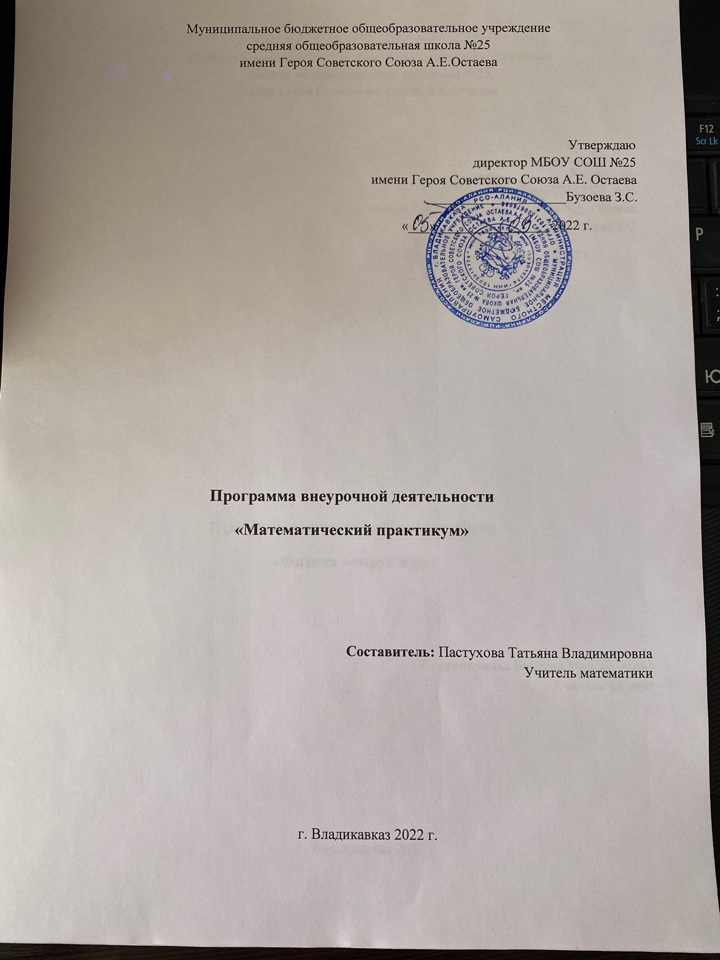 Муниципальное бюджетное общеобразовательное учреждение
средняя общеобразовательная школа №25
имени Героя Советского Союза А.Е.Остаева
Утверждаю
директор МБОУ СОШ №25
имени Героя Советского Союза А.Е. Остаева
Бузоева З.С.
«05» 2022 г.
Программа внеурочной деятельности
«Математический практикум»
Составитель: Пастухова Татьяна Владимировна
Учитель математики
г. Владикавказ 2022 г.
F12
Scr Lk
P
Ю